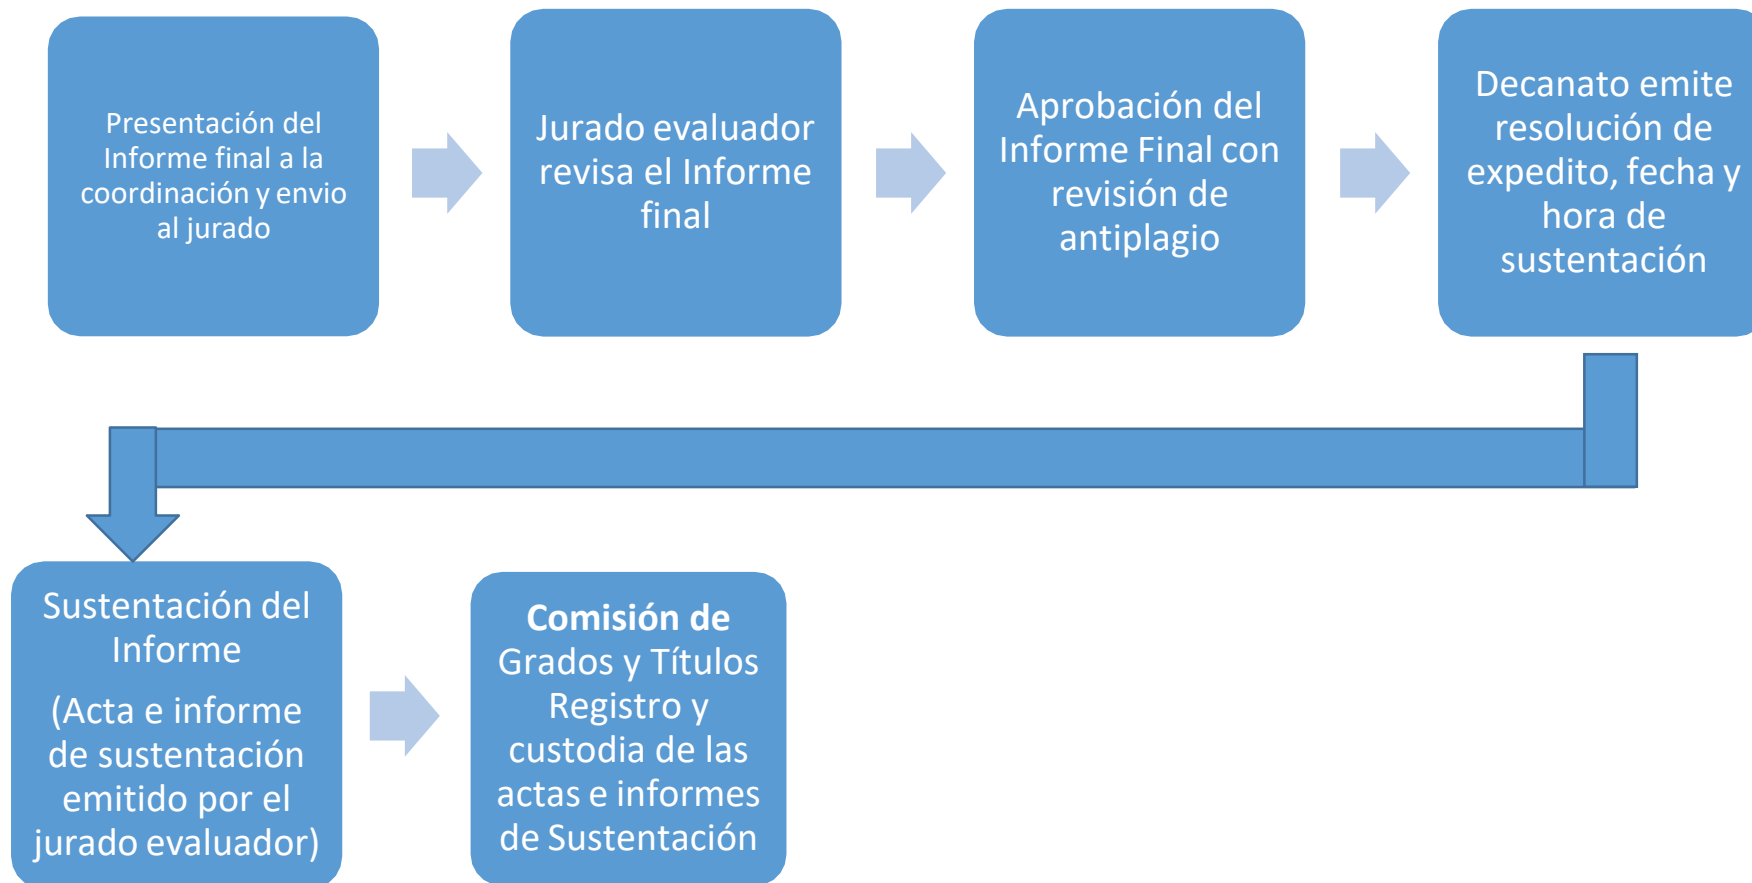 Presentación del
Informe final a la
coordinación y envio
al jurado
Jurado evaluador
revisa el Informe
final
Aprobación del
Informe Final con
revisión de
antiplagio
Decanato emite
resolución de
expedito, fecha y
hora de
sustentación
Sustentación del
Informe
(Acta e informe
de sustentación
emitido por el
jurado evaluador)
Comisión de
Grados y Títulos
Registro y
custodia de las
actas e informes
de Sustentación